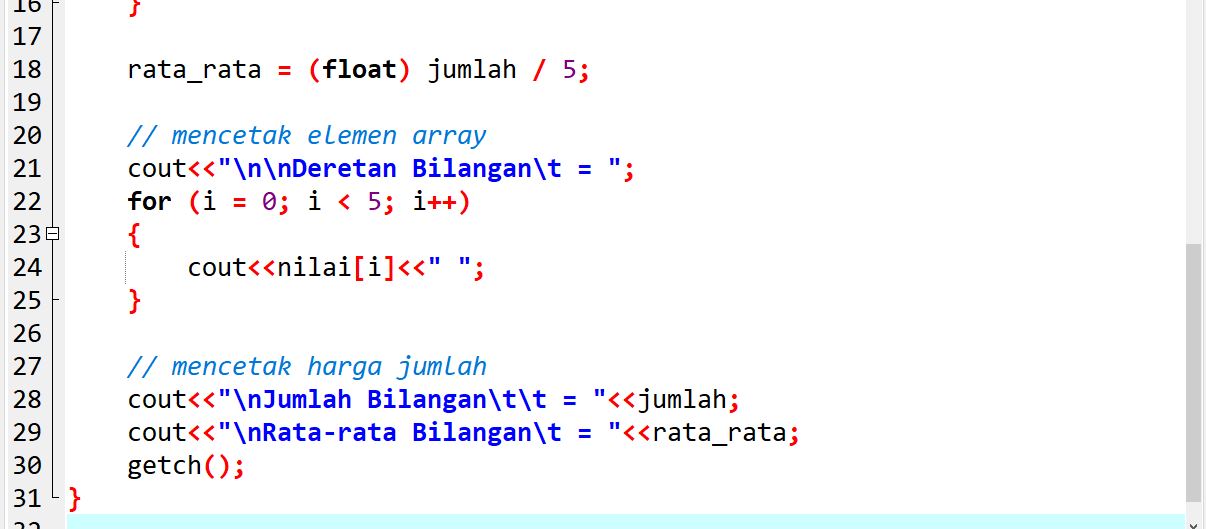 16 }
17
18 rata_rata = (float) jumlah / 5;
19
20 // mencetak elemen array
21 cout<<"\n\nDeretan Bilangan\t = ";
22 for (i = 0; i < 5; i++)
23 {
24 cout<<nilai[i]<<" ";
25 }
26
27 // mencetak harga jumlah
28 cout<<"\nJumlah Bilangan\t\t = "<<jumlah;
29 cout<<"\nRata-rata Bilangan\t = "<<rata_rata;
30 getch();
31 }
32